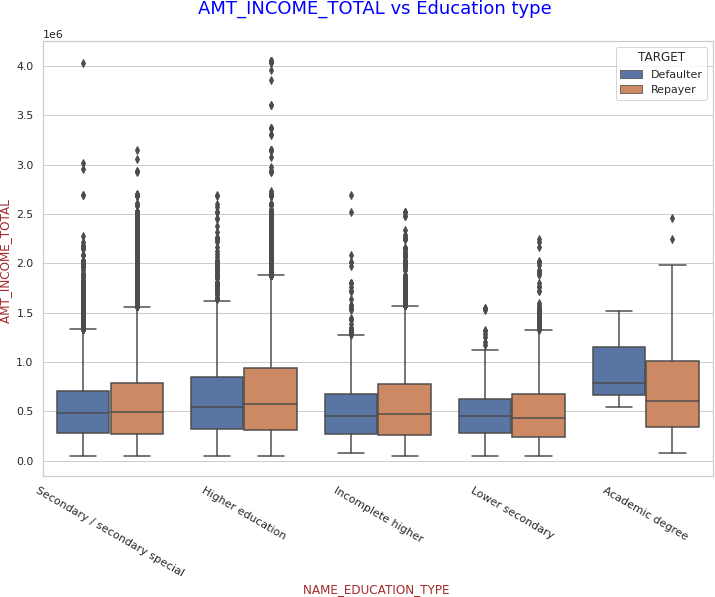 AMT_INCOME_TOTAL vs Education type
1e6
TARGET
Defaulter
Repayer
4.0
3.5
3.0
2.5
2.0
1.5
1.0
0.5
0.0
AMT_INCOME_TOTAL
Secondary / secondary special
Higher education
Incomplete higher
Lower secondary
Academic degree
NAME_EDUCATION_TYPE